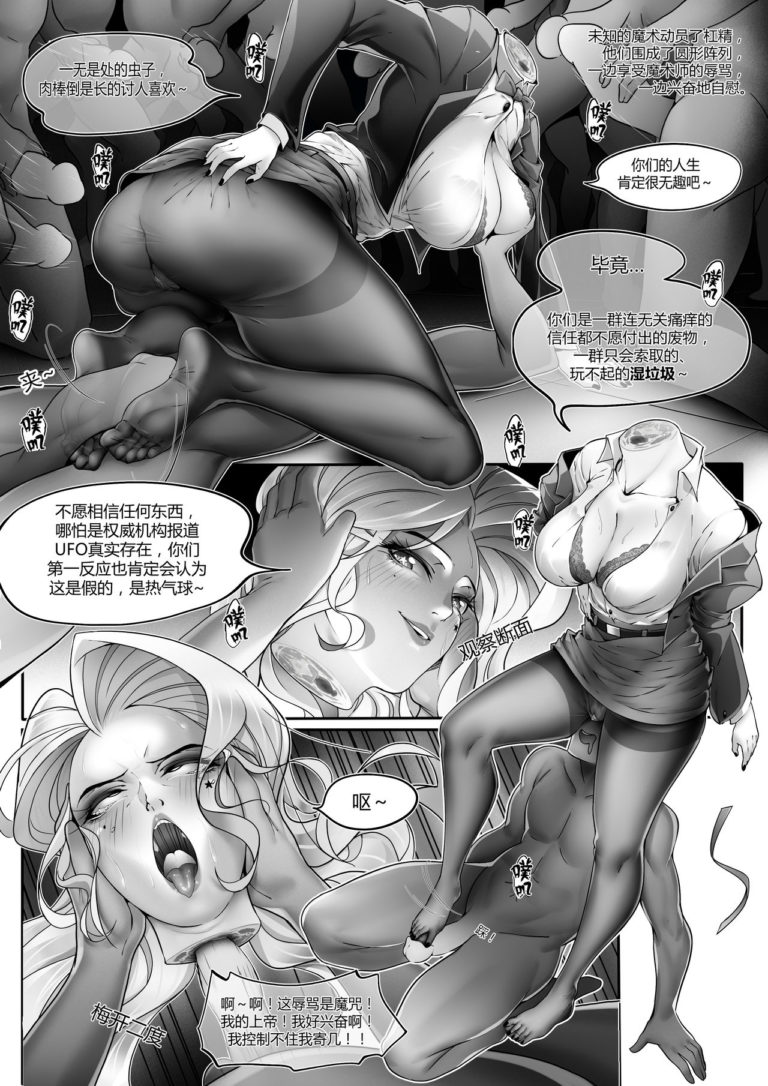 未知的魔术动员了杠精，
他们围成了圆形阵列，
一边享受魔术师的辱骂，
一边兴奋地自慰。
一无是处的虫子，
肉棒倒是长的讨人喜欢～
噗叽
噗叽
噗叽
噗叽
你们的人生
肯定很无趣吧～
毕竟...
你们是一群连无关痛痒的
信任都不愿付出的废物，
一群只会索取的、
玩不起的湿垃圾～
噗叽
噗叽
夹~
噗叽
不愿相信任何东西，
哪怕是权威机构报道
UFO真实存在，你们
第一反应也肯定会认为
这是假的，是热气球~
噗叽
观察断面
呕～
噗叽
踩！
啊～啊！这辱骂是魔咒！
我的上帝！我好兴奋啊！
我控制不住我寄几！！
梅开二度